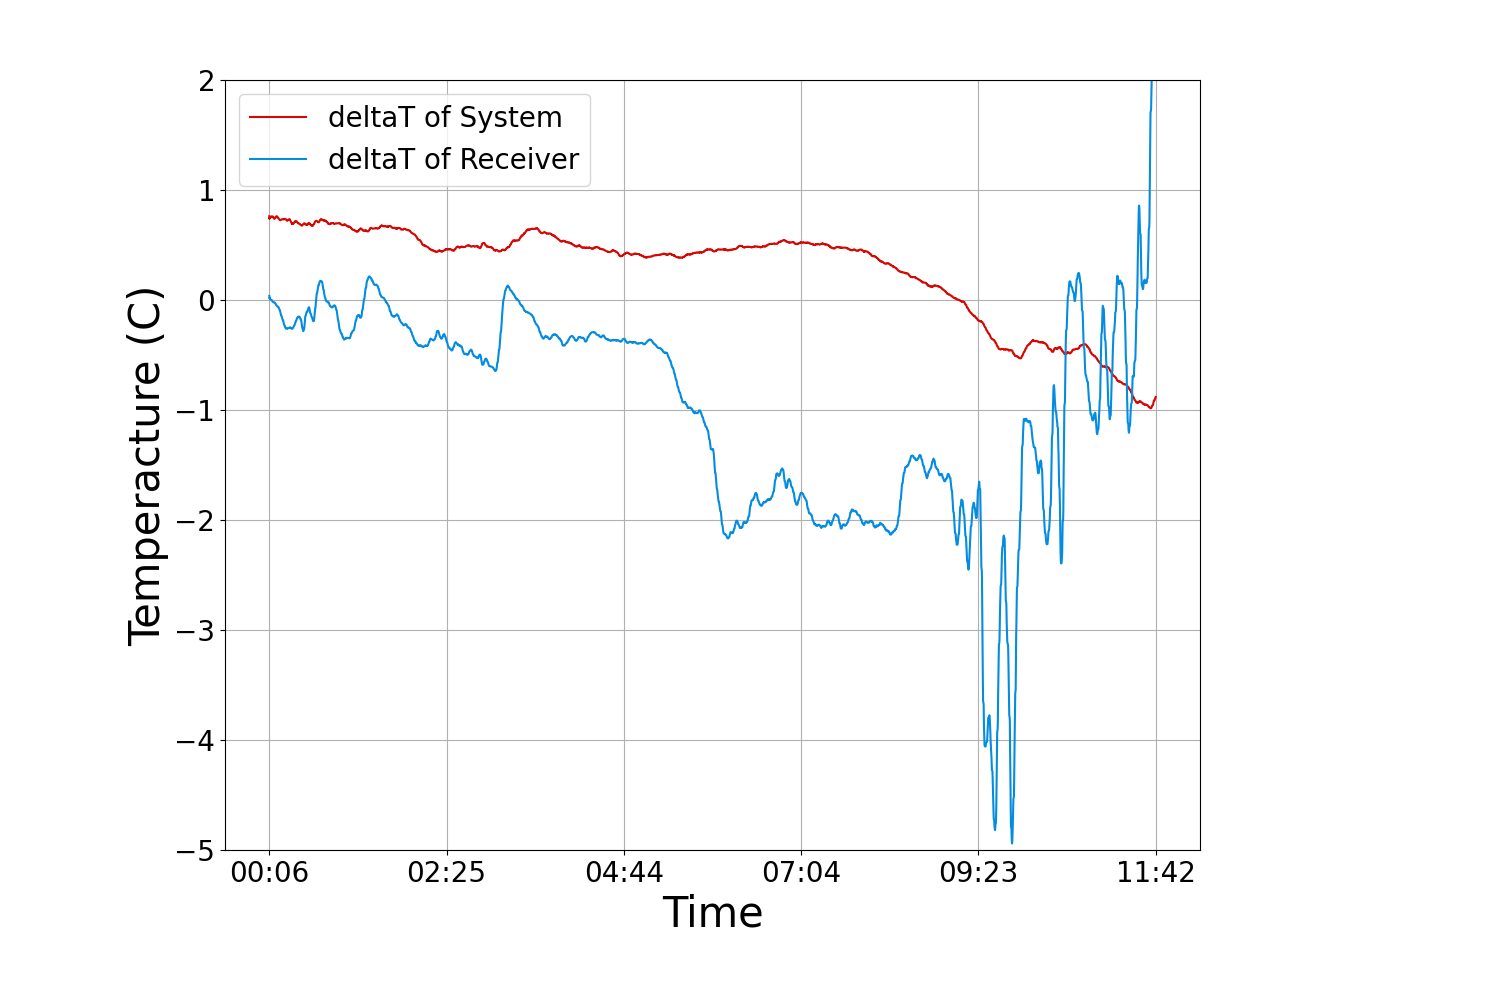 deltaT of System
deltaT of Receiver
2
1
0
−1
−2
−3
−4
−5
Temperacture (C)
00:06 02:25 04:44 07:04 09:23 11:42
Time